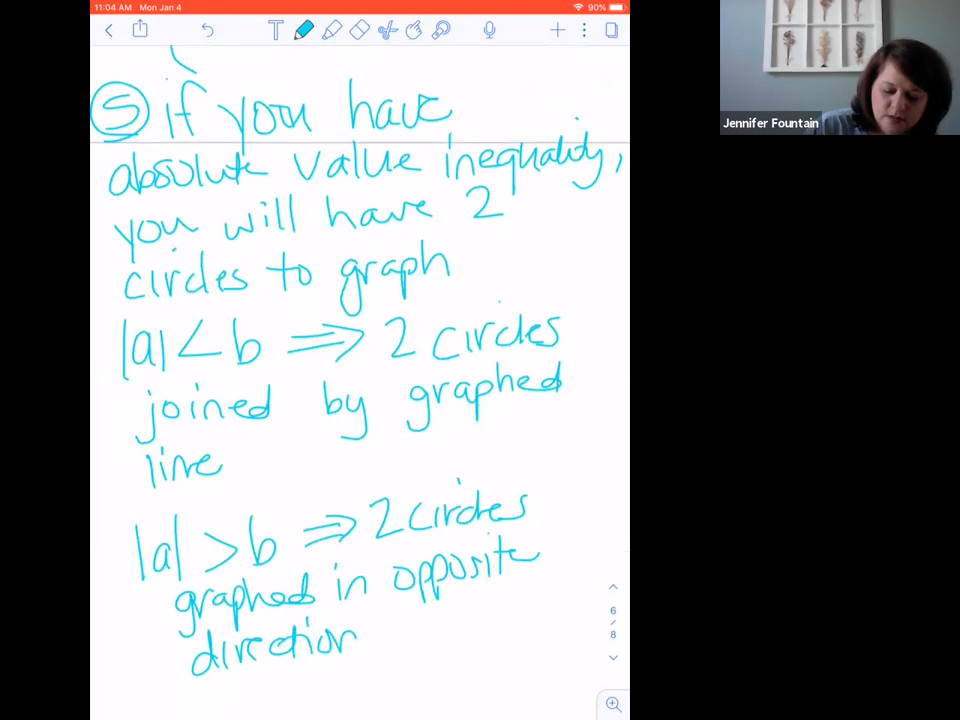 11:04 AM Mon Jan 4
90%
T
Jennifer Fountain
5 if you have
absolute value inequality,
you will have 2
circles to graph
|a| < b ⟹ 2 circles
joined by graphed
line
|a| > b ⟹ 2 circles
graphed in opposite
direction
6
/
8